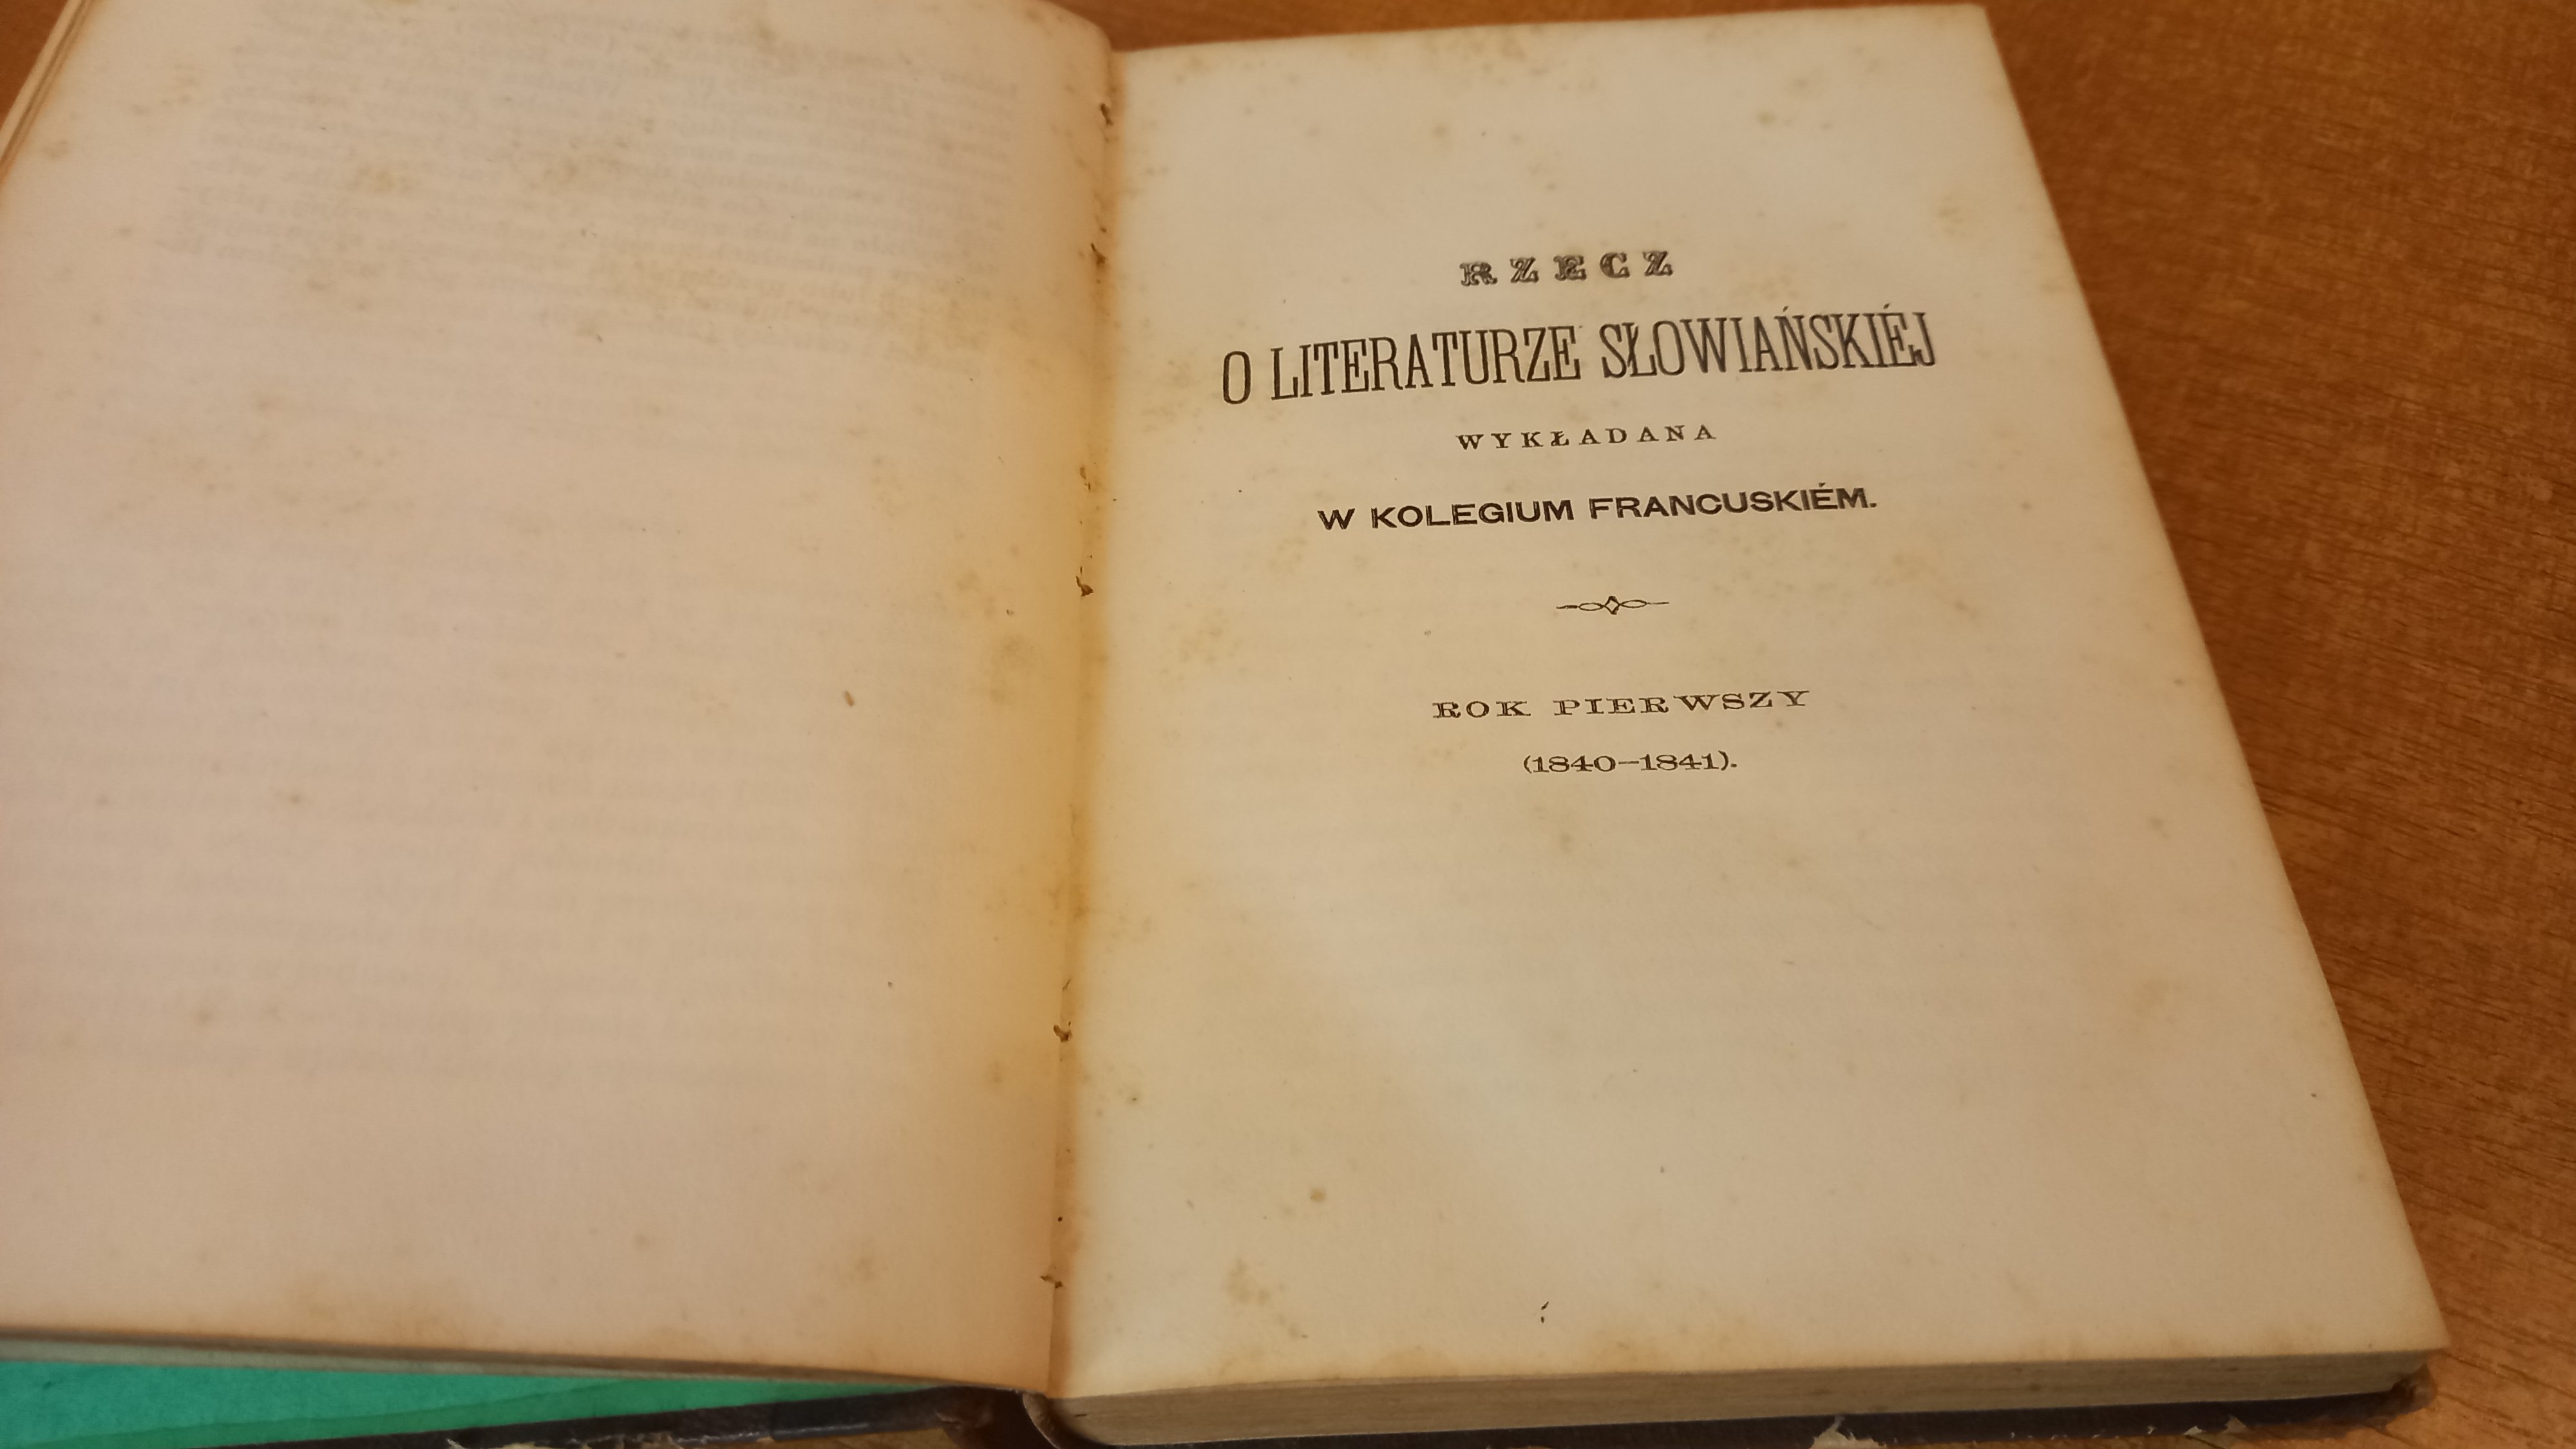 RZECZ
O LITERATURZE SŁOWIAŃSKIÉJ
WYKŁADANA
W KOLEGIUM FRANCUSKIÉM.
ROK PIERWSZY
(1840–1841).